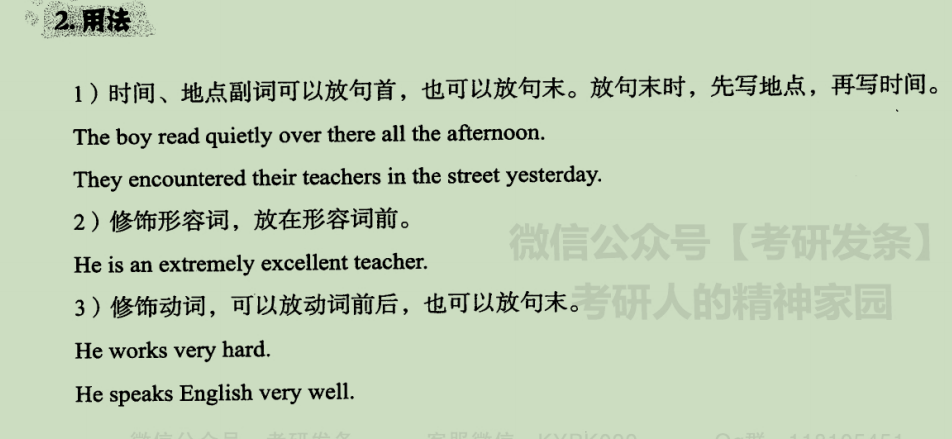 2.用法
1）时间、地点副词可以放句首，也可以放句末。放句末时，先写地点，再写时间。
The boy read quietly over there all the afternoon.
They encountered their teachers in the street yesterday.
2）修饰形容词，放在形容词前。
微信公众号【考研发条】
He is an extremely excellent teacher.
3）修饰动词，可以放动词前后，也可以放句末。
考研人的精神家园
He works very hard.
He speaks English very well.